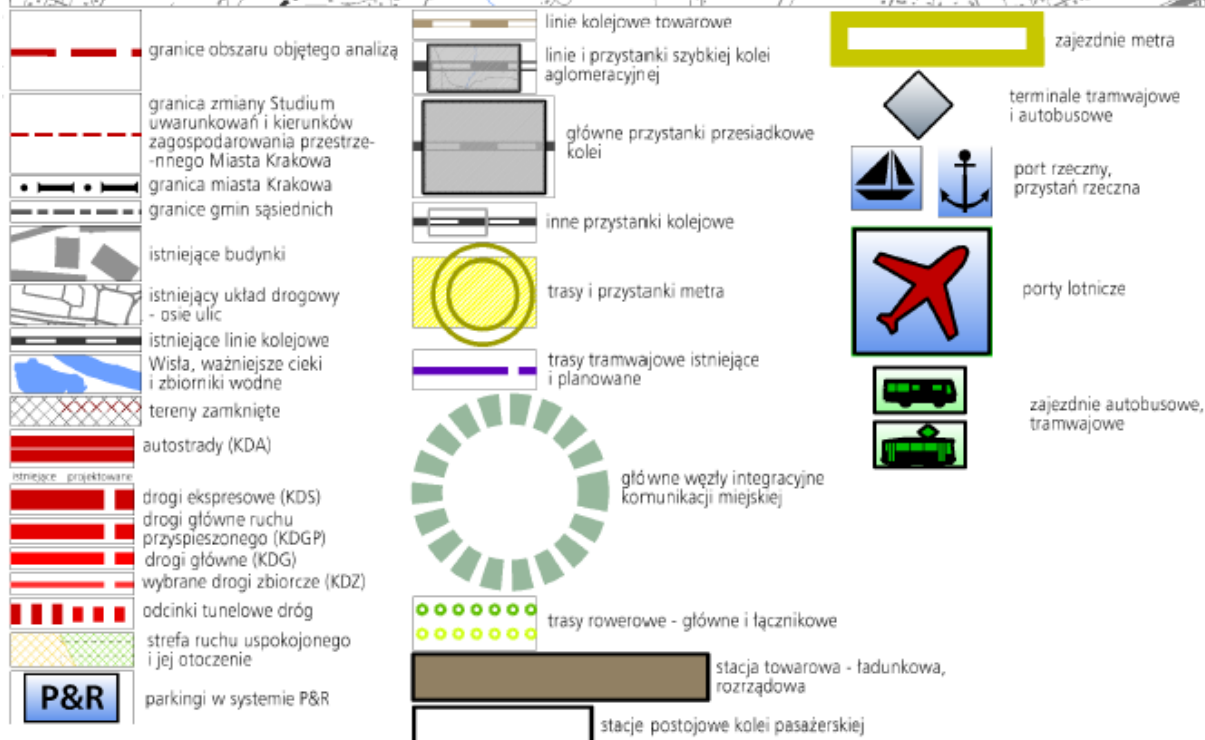 granice obszaru objętego analizą
granica zmiany Studium
uwarunkowań i kierunków
zagospodarowania przestrze-
-nnego Miasta Krakowa
granica miasta Krakowa
granice gmin sąsiednich
istniejące budynki
istniejący układ drogowy
- osie ulic
istniejące linie kolejowe
Wisła, ważniejsze cieki
i zbiorniki wodne
tereny zamknięte
autostrady (KDA)
istniejące projektowane
drogi ekspresowe (KDS)
drogi główne ruchu
przyspieszonego (KDGP)
drogi główne (KDG)
wybrane drogi zbiorcze (KDZ)
odcinki tunelowe dróg
strefa ruchu uspokojonego
i jej otoczenie
P&R
parkingi w systemie P&R
linie kolejowe towarowe
linie i przystanki szybkiej kolei
aglomeracyjnej
główne przystanki przesiadkowe
kolei
inne przystanki kolejowe
trasy i przystanki metra
trasy tramwajowe istniejące
i planowane
główne węzły integracyjne
komunikacji miejskiej
trasy rowerowe - główne i łącznikowe
stacja towarowa - ładunkowa,
rozrządowa
stacje postojowe kolei pasażerskiej
zajezdnie metra
terminale tramwajowe
i autobusowe
port rzeczny,
przystań rzeczna
porty lotnicze
zajezdnie autobusowe,
tramwajowe